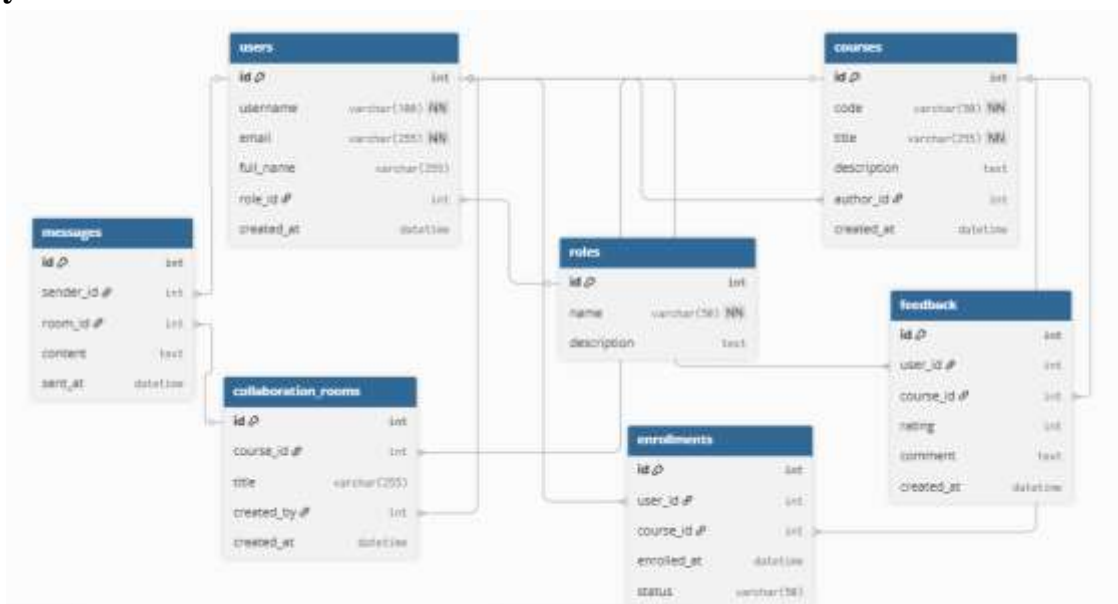 y
users
id int
username varchar(100) NN
email varchar(255) NN
full_name varchar(255)
role_id int
created_at datetime
courses
id int
code varchar(50) NN
title varchar(255) NN
description text
author_id int
created_at datetime
messages
id int
sender_id int
room_id int
content text
sent_at datetime
roles
id int
name varchar(50) NN
description text
feedback
id int
user_id int
course_id int
rating int
comment text
created_at datetime
collaboration_rooms
id int
course_id int
title varchar(255)
created_by int
created_at datetime
enrollments
id int
user_id int
course_id int
enrolled_at datetime
status varchar(50)